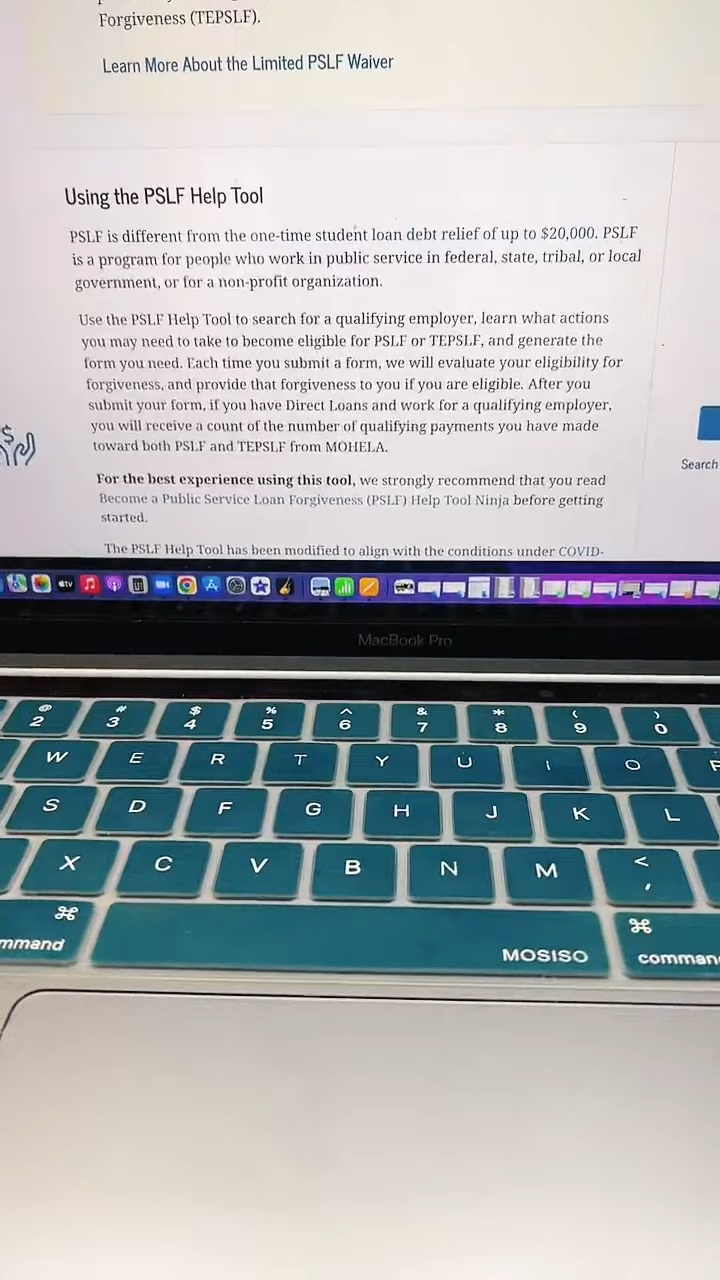 Forgiveness (TEPSLF).
Learn More About the Limited PSLF Waiver
Using the PSLF Help Tool
PSLF is different from the one-time student loan debt relief of up to $20,000. PSLF
is a program for people who work in public service in federal, state, tribal, or local
government, or for a non-profit organization.
Use the PSLF Help Tool to search for a qualifying employer, learn what actions
you may need to take to become eligible for PSLF or TEPSLF, and generate the
form you need. Each time you submit a form, we will evaluate your eligibility for
forgiveness, and provide that forgiveness to you if you are eligible. After you
submit your form, if you have Direct Loans and work for a qualifying employer,
you will receive a count of the number of qualifying payments you have made
toward both PSLF and TEPSLF from MOHELA.
Search
For the best experience using this tool, we strongly recommend that you read
Become a Public Service Loan Forgiveness (PSLF) Help Tool Ninja before getting
started.
The PSLF Help Tool has been modified to align with the conditions under COVID-
tv
MacBook Pro
@ # $ % ^ & * ( )
2 3 4 5 6 7 8 9 0
W E R T Y U I O P
S D F G H J K L
X C V B N M < ,
⌘ ⌘
mmand MOSISO comman